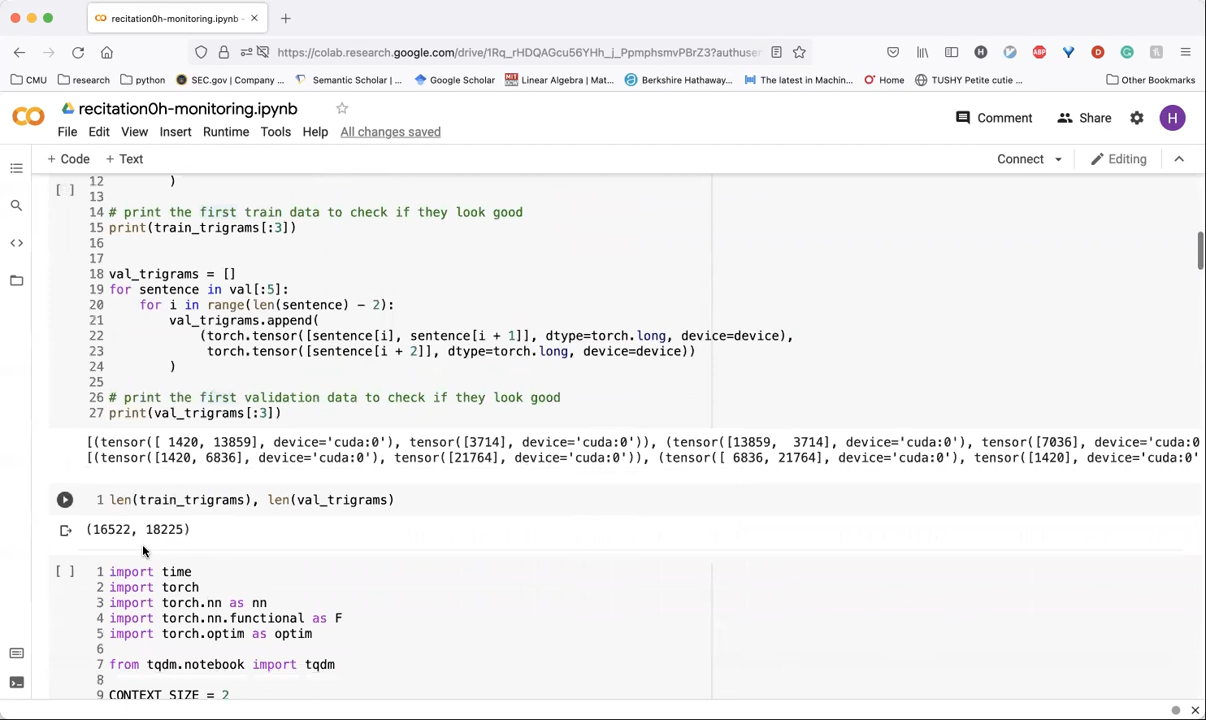 recitation0h-monitoring.ipynb
https://colab.research.google.com/drive/1Rq_rHDQAGcu56YHh_j_PpmphsmvPBrZ3?authuse
CMU research python SEC.gov | Company ... Semantic Scholar | ... Google Scholar Linear Algebra | Mat... Berkshire Hathaway... The latest in Machin... Home TUSHY Petite cutie ... Other Bookmarks
recitation0h-monitoring.ipynb
Comment Share H
File Edit View Insert Runtime Tools Help All changes saved
+ Code + Text Connect Editing
12 )
[ ]
13
14 # print the first train data to check if they look good
15 print(train_trigrams[:3])
16
17
18 val_trigrams = []
19 for sentence in val[:5]:
20 for i in range(len(sentence) - 2):
21 val_trigrams.append(
22 (torch.tensor([sentence[i], sentence[i + 1]], dtype=torch.long, device=device),
23 torch.tensor([sentence[i + 2]], dtype=torch.long, device=device))
24 )
25
26 # print the first validation data to check if they look good
27 print(val_trigrams[:3])
[(tensor([ 1420, 13859], device='cuda:0'), tensor([3714], device='cuda:0')), (tensor([13859,  3714], device='cuda:0'), tensor([7036], device='cuda:0
[(tensor([1420, 6836], device='cuda:0'), tensor([21764], device='cuda:0')), (tensor([ 6836, 21764], device='cuda:0'), tensor([1420], device='cuda:0'
1 len(train_trigrams), len(val_trigrams)
(16522, 18225)
[ ] 1 import time
2 import torch
3 import torch.nn as nn
4 import torch.nn.functional as F
5 import torch.optim as optim
6
7 from tqdm.notebook import tqdm
8
9 CONTEXT_SIZE = 2